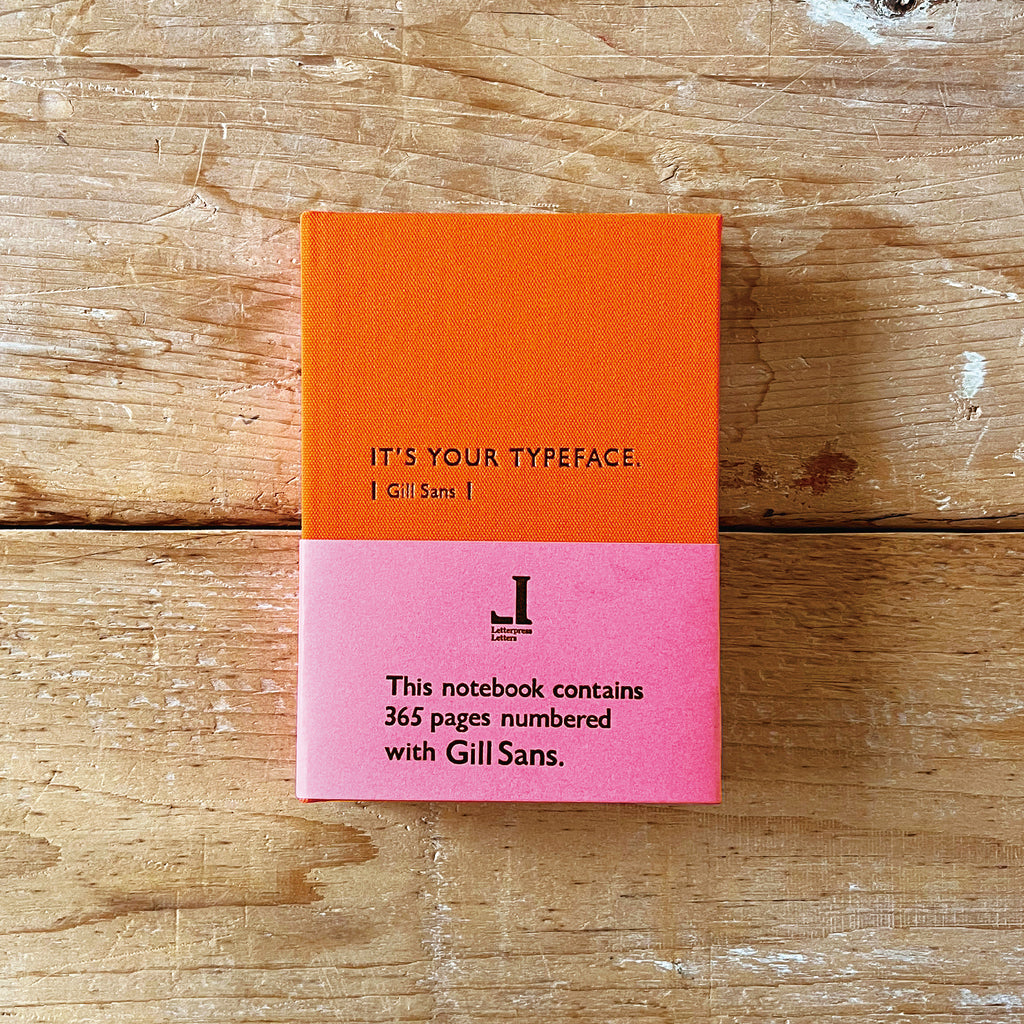 IT'S YOUR TYPEFACE.
| Gill Sans |
Letterpress
Letters
This notebook contains
365 pages numbered
with Gill Sans.